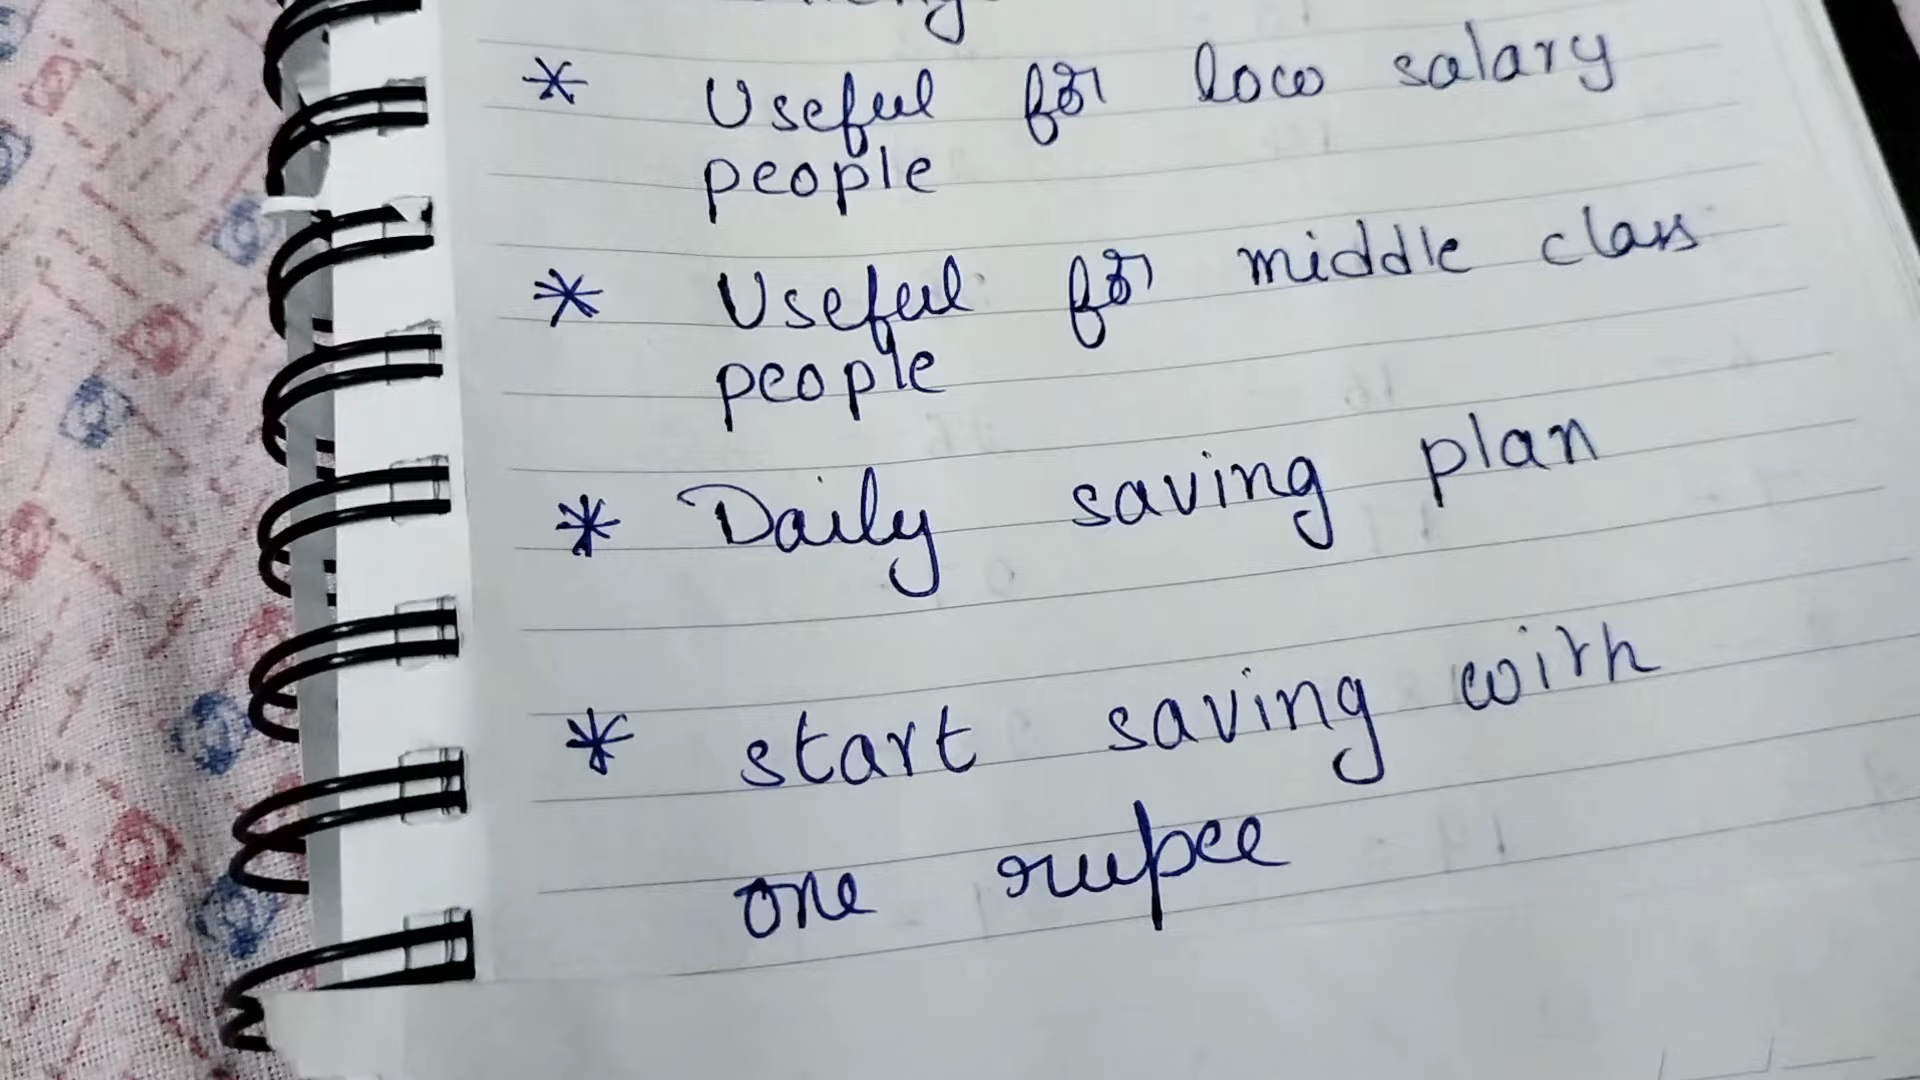 * Useful for low salary
people
* Useful for middle class
people
* Daily saving plan
* start saving with
one rupee